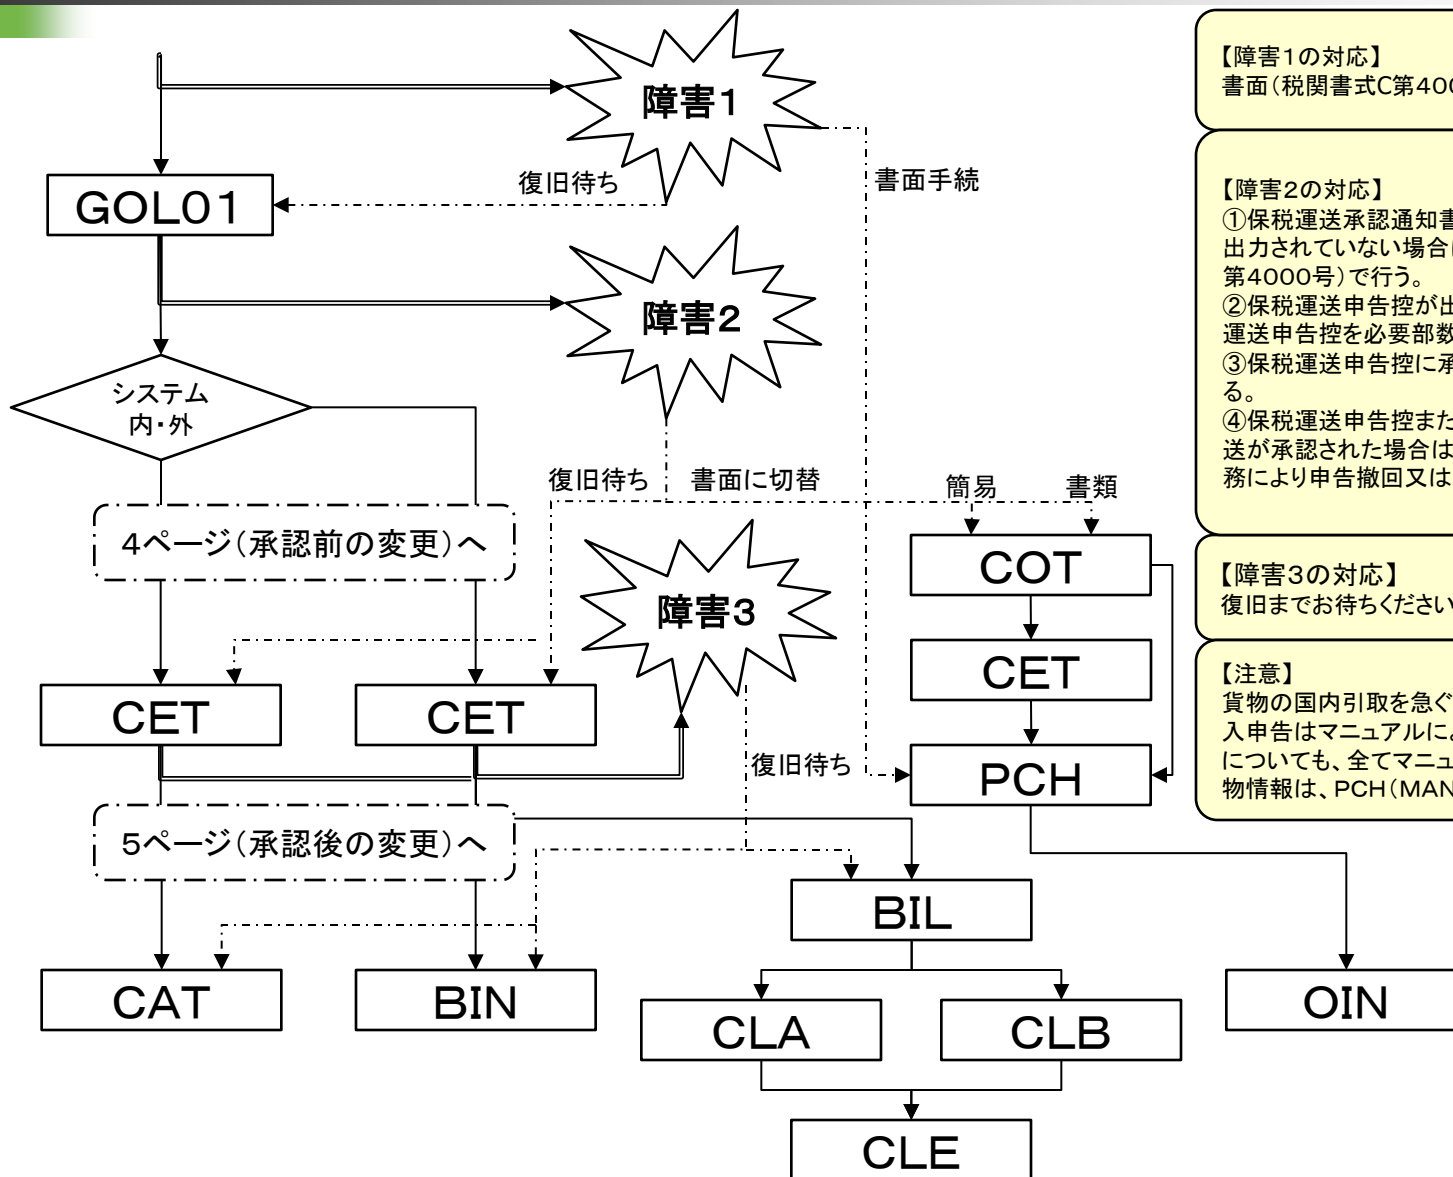 障害1
書面手続
復旧待ち
GOL01
障害2
システム
内・外
復旧待ち
書面に切替
簡易
書類
4ページ（承認前の変更）へ
障害3
COT
CET
CET
CET
PCH
復旧待ち
5ページ（承認後の変更）へ
BIL
CAT
BIN
CLA
CLB
OIN
CLE
【障害1の対応】
書面（税関書式C第400
【障害2の対応】
①保税運送承認通知書
出力されていない場合
第4000号）で行う。
②保税運送申告控が出
運送申告控を必要部数
③保税運送申告控に承
る。
④保税運送申告控また
送が承認された場合は
務により申告撤回又は
【障害3の対応】
復旧までお待ちください
【注意】
貨物の国内引取を急ぐ
入申告はマニュアルによ
についても、全てマニュ
物情報は、PCH（MAN